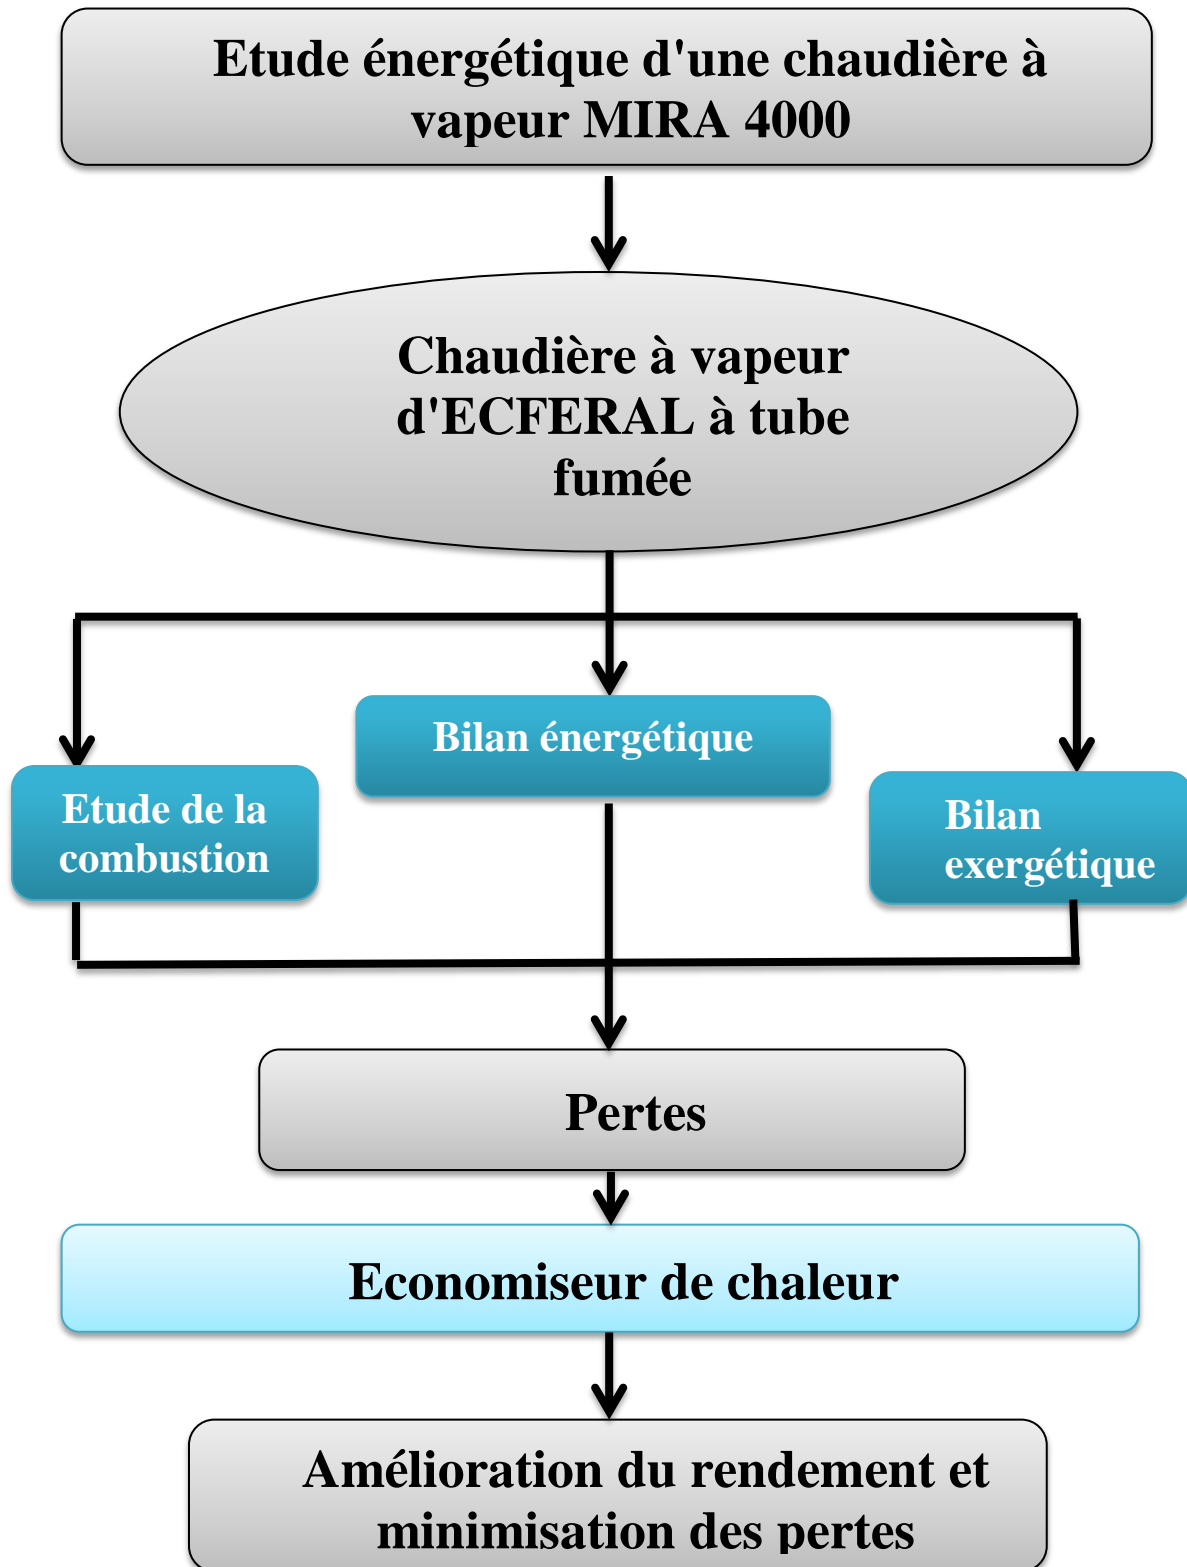 Etude énergétique d'une chaudière à
vapeur MIRA 4000
Chaudière à vapeur
d'ECFERAL à tube
fumée
Bilan énergétique
Etude de la
combustion
Bilan
exergétique
Pertes
Economiseur de chaleur
Amélioration du rendement et
minimisation des pertes